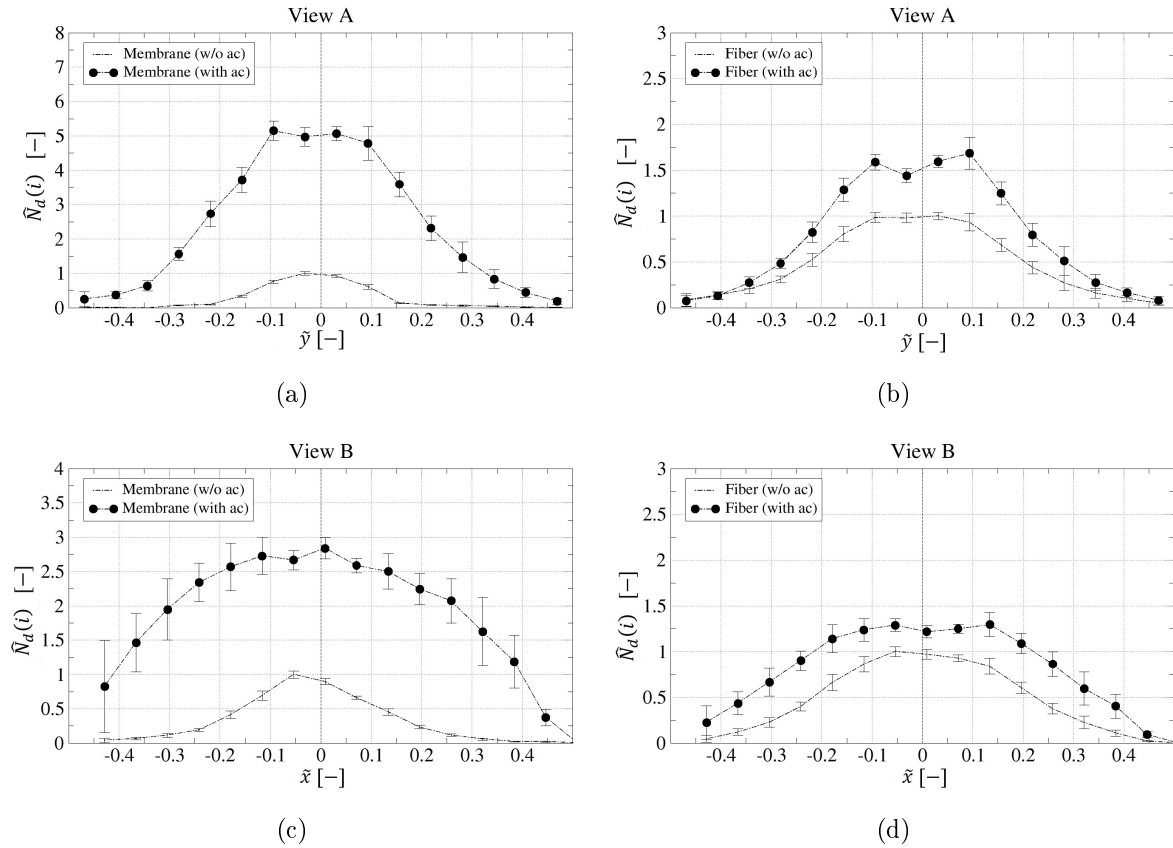 View A
8
7
6
5
4
3
2
1
0
N̂_d(i) [−]
Membrane (w/o ac)
Membrane (with ac)
-0.4 -0.3 -0.2 -0.1 0 0.1 0.2 0.3 0.4
ỹ [−]
(a)
View A
3
2.5
2
1.5
1
0.5
0
N̂_d(i) [−]
Fiber (w/o ac)
Fiber (with ac)
-0.4 -0.3 -0.2 -0.1 0 0.1 0.2 0.3 0.4
ỹ [−]
(b)
View B
4
3.5
3
2.5
2
1.5
1
0.5
0
N̂_d(i) [−]
Membrane (w/o ac)
Membrane (with ac)
-0.4 -0.3 -0.2 -0.1 0 0.1 0.2 0.3 0.4
x̃ [−]
(c)
View B
3
2.5
2
1.5
1
0.5
0
N̂_d(i) [−]
Fiber (w/o ac)
Fiber (with ac)
-0.4 -0.3 -0.2 -0.1 0 0.1 0.2 0.3 0.4
x̃ [−]
(d)